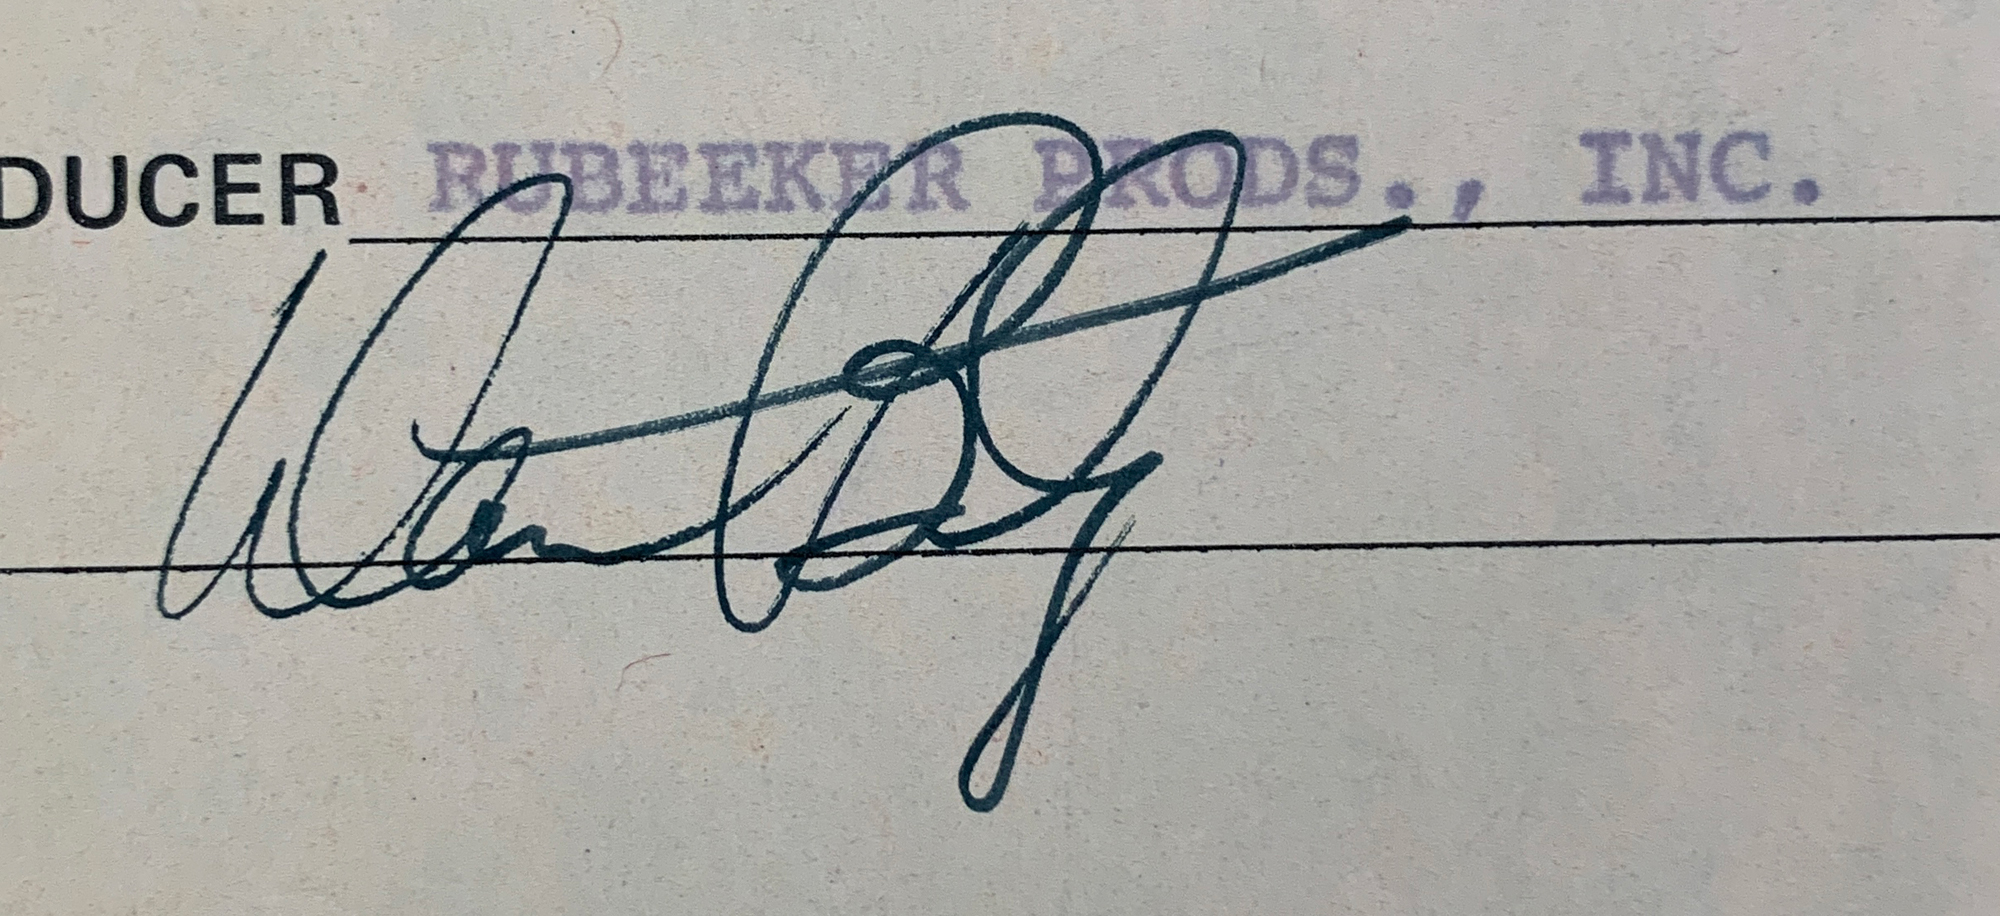 DUCER RUBEEKER PRODS., INC.